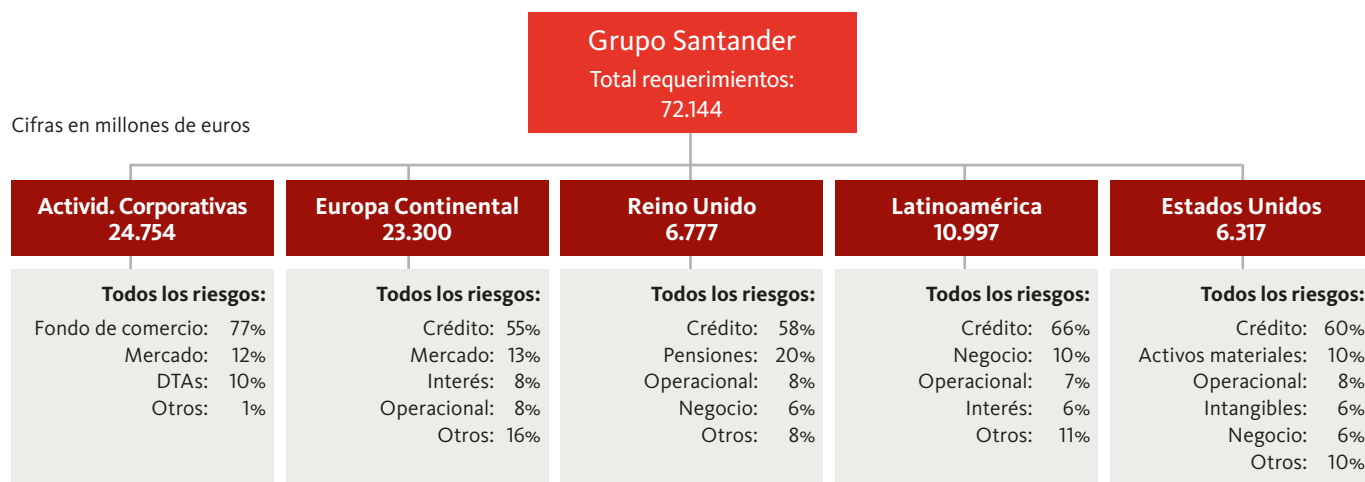 Grupo Santander
Total requerimientos:
72.144
Cifras en millones de euros
Activid. Corporativas
24.754
Todos los riesgos:
Fondo de comercio: 77%
Mercado: 12%
DTAs: 10%
Otros: 1%
Europa Continental
23.300
Todos los riesgos:
Crédito: 55%
Mercado: 13%
Interés: 8%
Operacional: 8%
Otros: 16%
Reino Unido
6.777
Todos los riesgos:
Crédito: 58%
Pensiones: 20%
Operacional: 8%
Negocio: 6%
Otros: 8%
Latinoamérica
10.997
Todos los riesgos:
Crédito: 66%
Negocio: 10%
Operacional: 7%
Interés: 6%
Otros: 11%
Estados Unidos
6.317
Todos los riesgos:
Crédito: 60%
Activos materiales: 10%
Operacional: 8%
Intangibles: 6%
Negocio: 6%
Otros: 10%